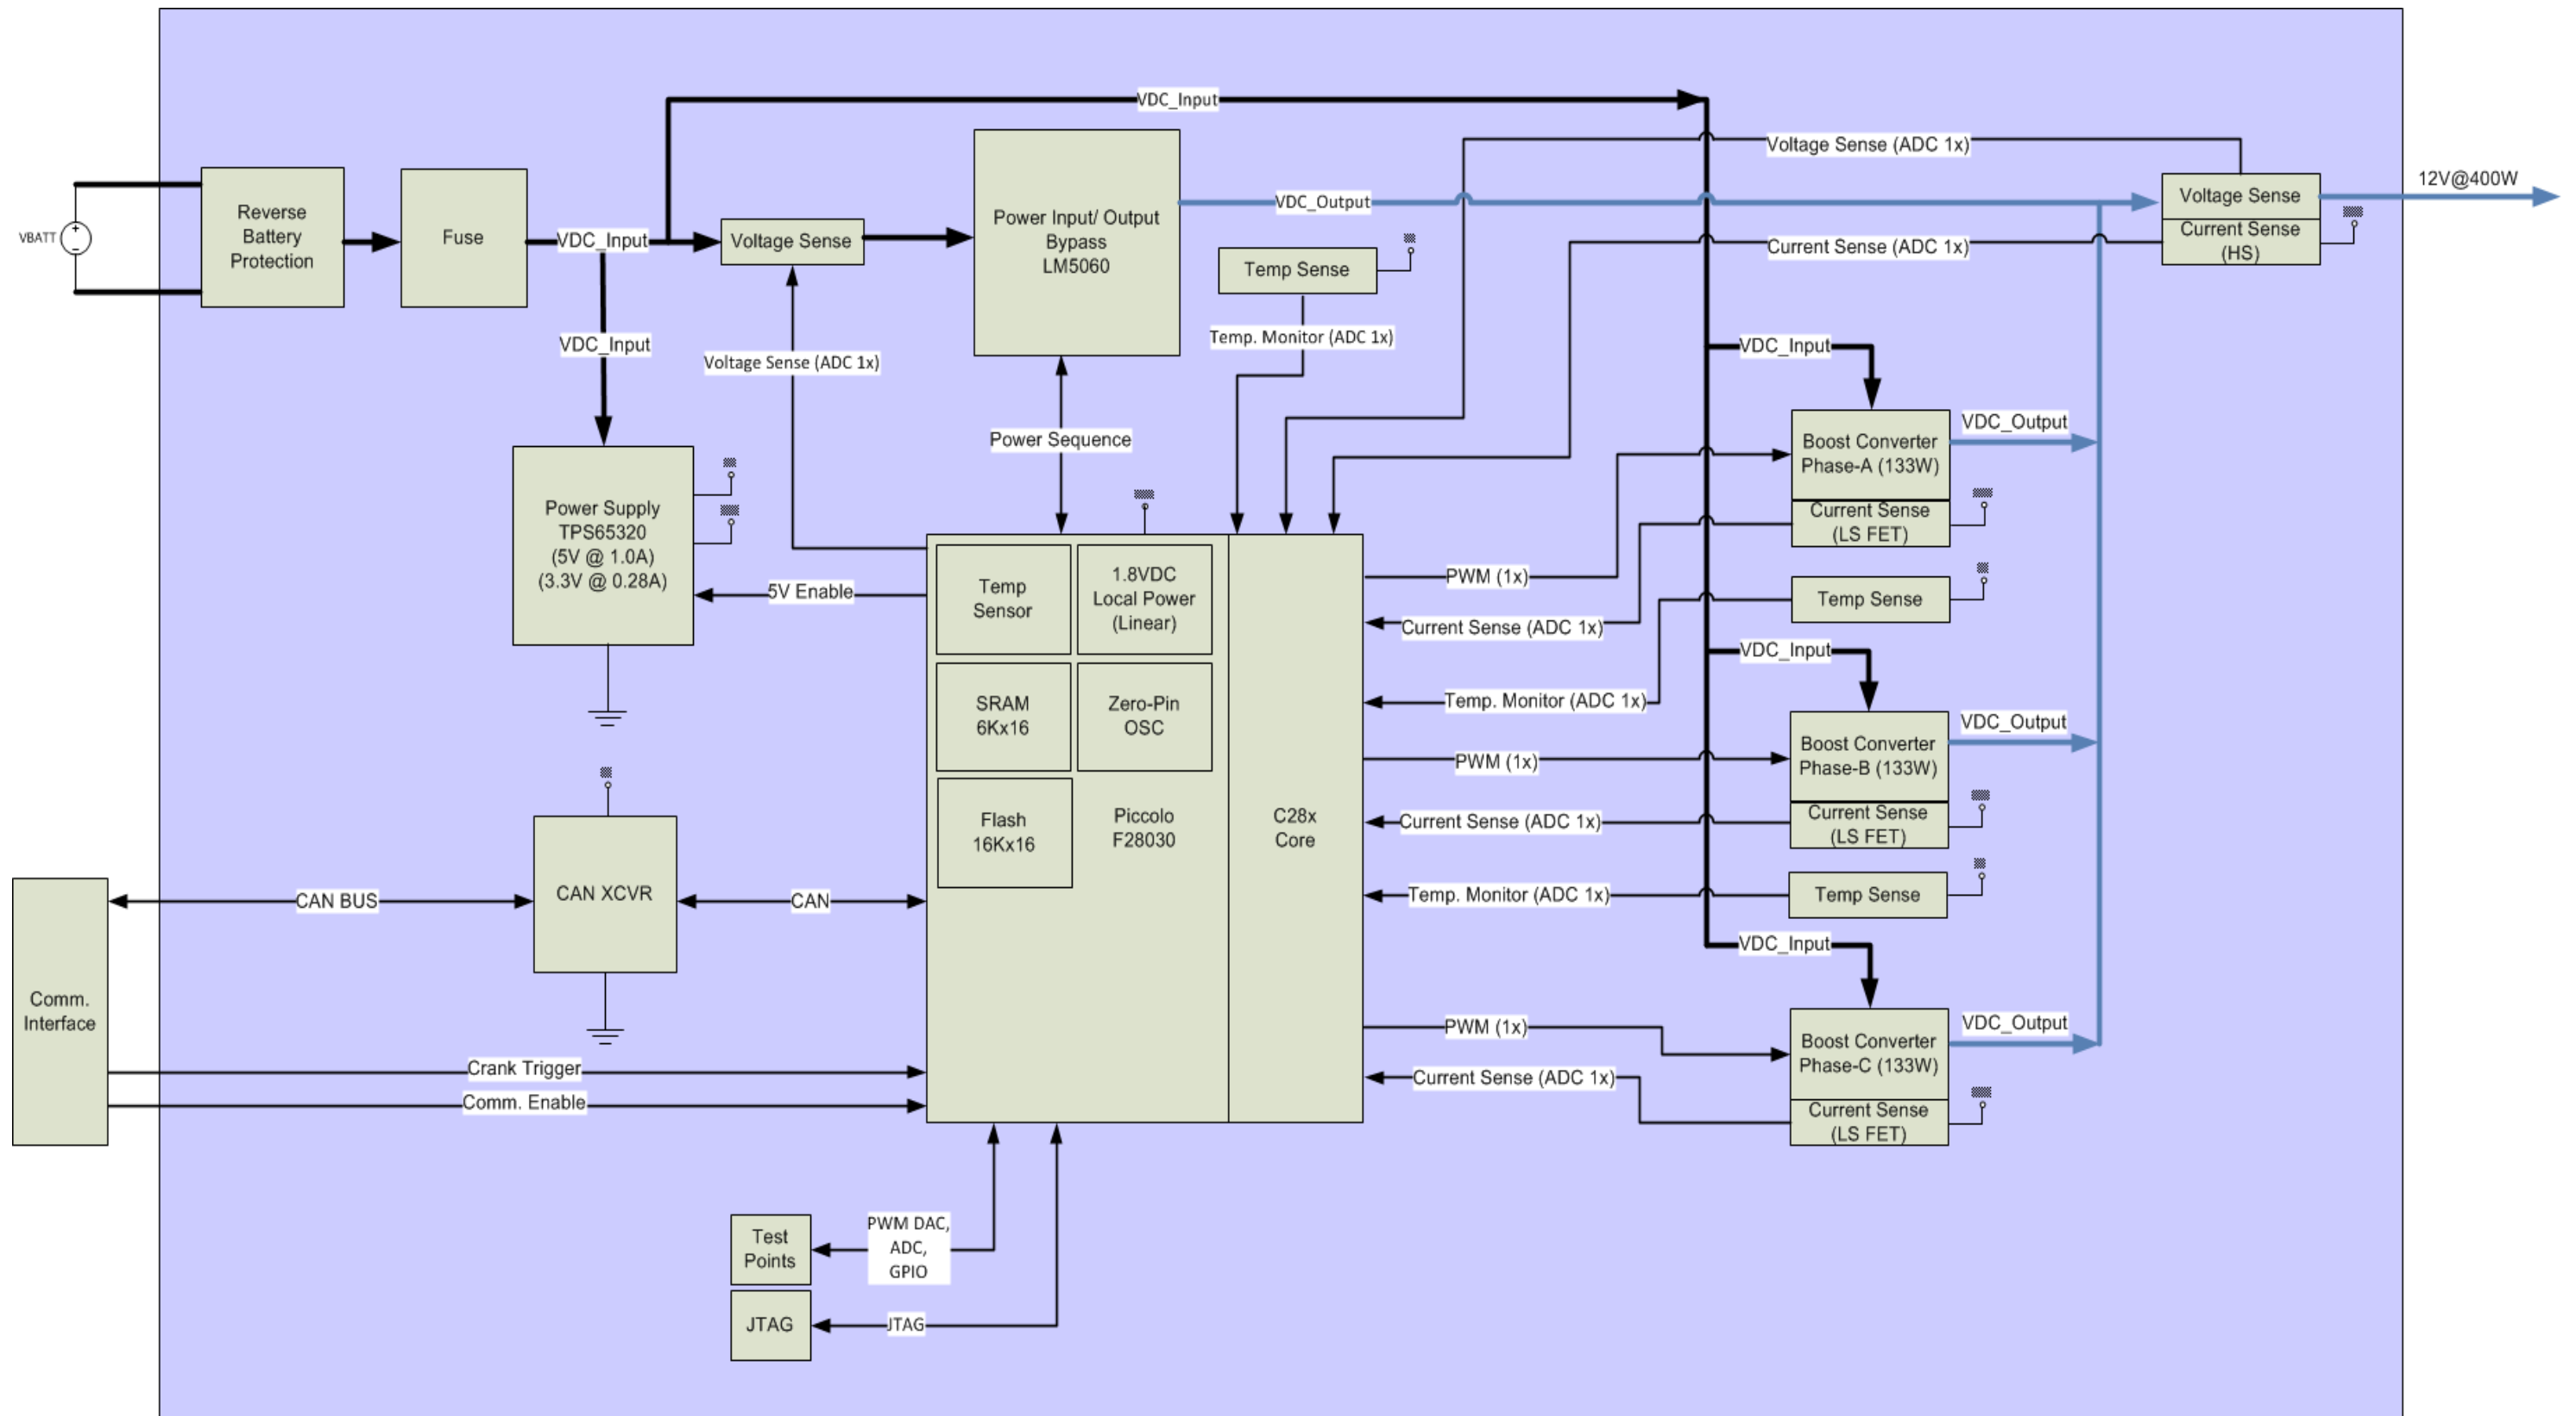 VDC_Input
Voltage Sense (ADC 1x)
12V@400W
VDC_Output
Voltage Sense
Current Sense
(HS)
Current Sense (ADC 1x)
VBATT
Reverse
Battery
Protection
Fuse
VDC_Input
Voltage Sense
Power Input/ Output
Bypass
LM5060
Temp Sense
Temp. Monitor (ADC 1x)
VDC_Input
Voltage Sense (ADC 1x)
VDC_Input
Power Sequence
Boost Converter
Phase-A (133W)
VDC_Output
Current Sense
(LS FET)
Power Supply
TPS65320
(5V @ 1.0A)
(3.3V @ 0.28A)
5V Enable
Temp
Sensor
1.8VDC
Local Power
(Linear)
SRAM
6Kx16
Zero-Pin
OSC
Flash
16Kx16
Piccolo
F28030
C28x
Core
PWM (1x)
Current Sense (ADC 1x)
Temp Sense
Temp. Monitor (ADC 1x)
VDC_Input
PWM (1x)
Boost Converter
Phase-B (133W)
VDC_Output
Current Sense (ADC 1x)
Current Sense
(LS FET)
Temp. Monitor (ADC 1x)
Temp Sense
VDC_Input
PWM (1x)
Boost Converter
Phase-C (133W)
VDC_Output
Current Sense (ADC 1x)
Current Sense
(LS FET)
Comm.
Interface
CAN BUS
CAN XCVR
CAN
Crank Trigger
Comm. Enable
Test
Points
PWM DAC,
ADC,
GPIO
JTAG
JTAG